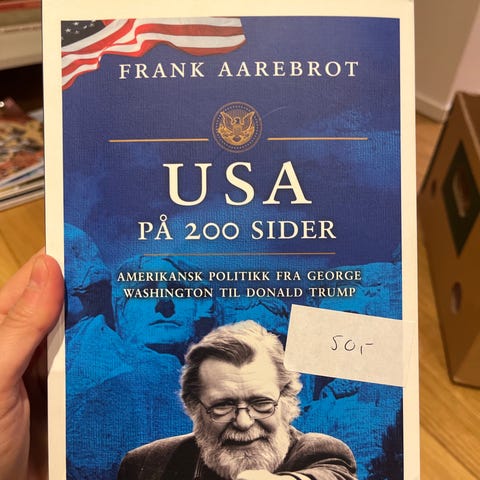 FRANK AAREBROT
USA
PÅ 200 SIDER
AMERIKANSK POLITIKK FRA GEORGE
WASHINGTON TIL DONALD TRUMP
50,-